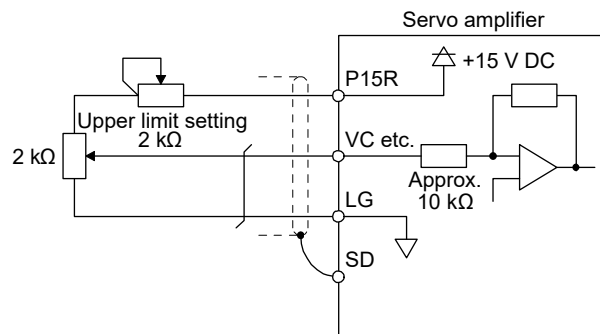 Servo amplifier
+15 V DC
P15R
Upper limit setting
2 kΩ
2 kΩ
VC etc.
Approx.
10 kΩ
LG
SD